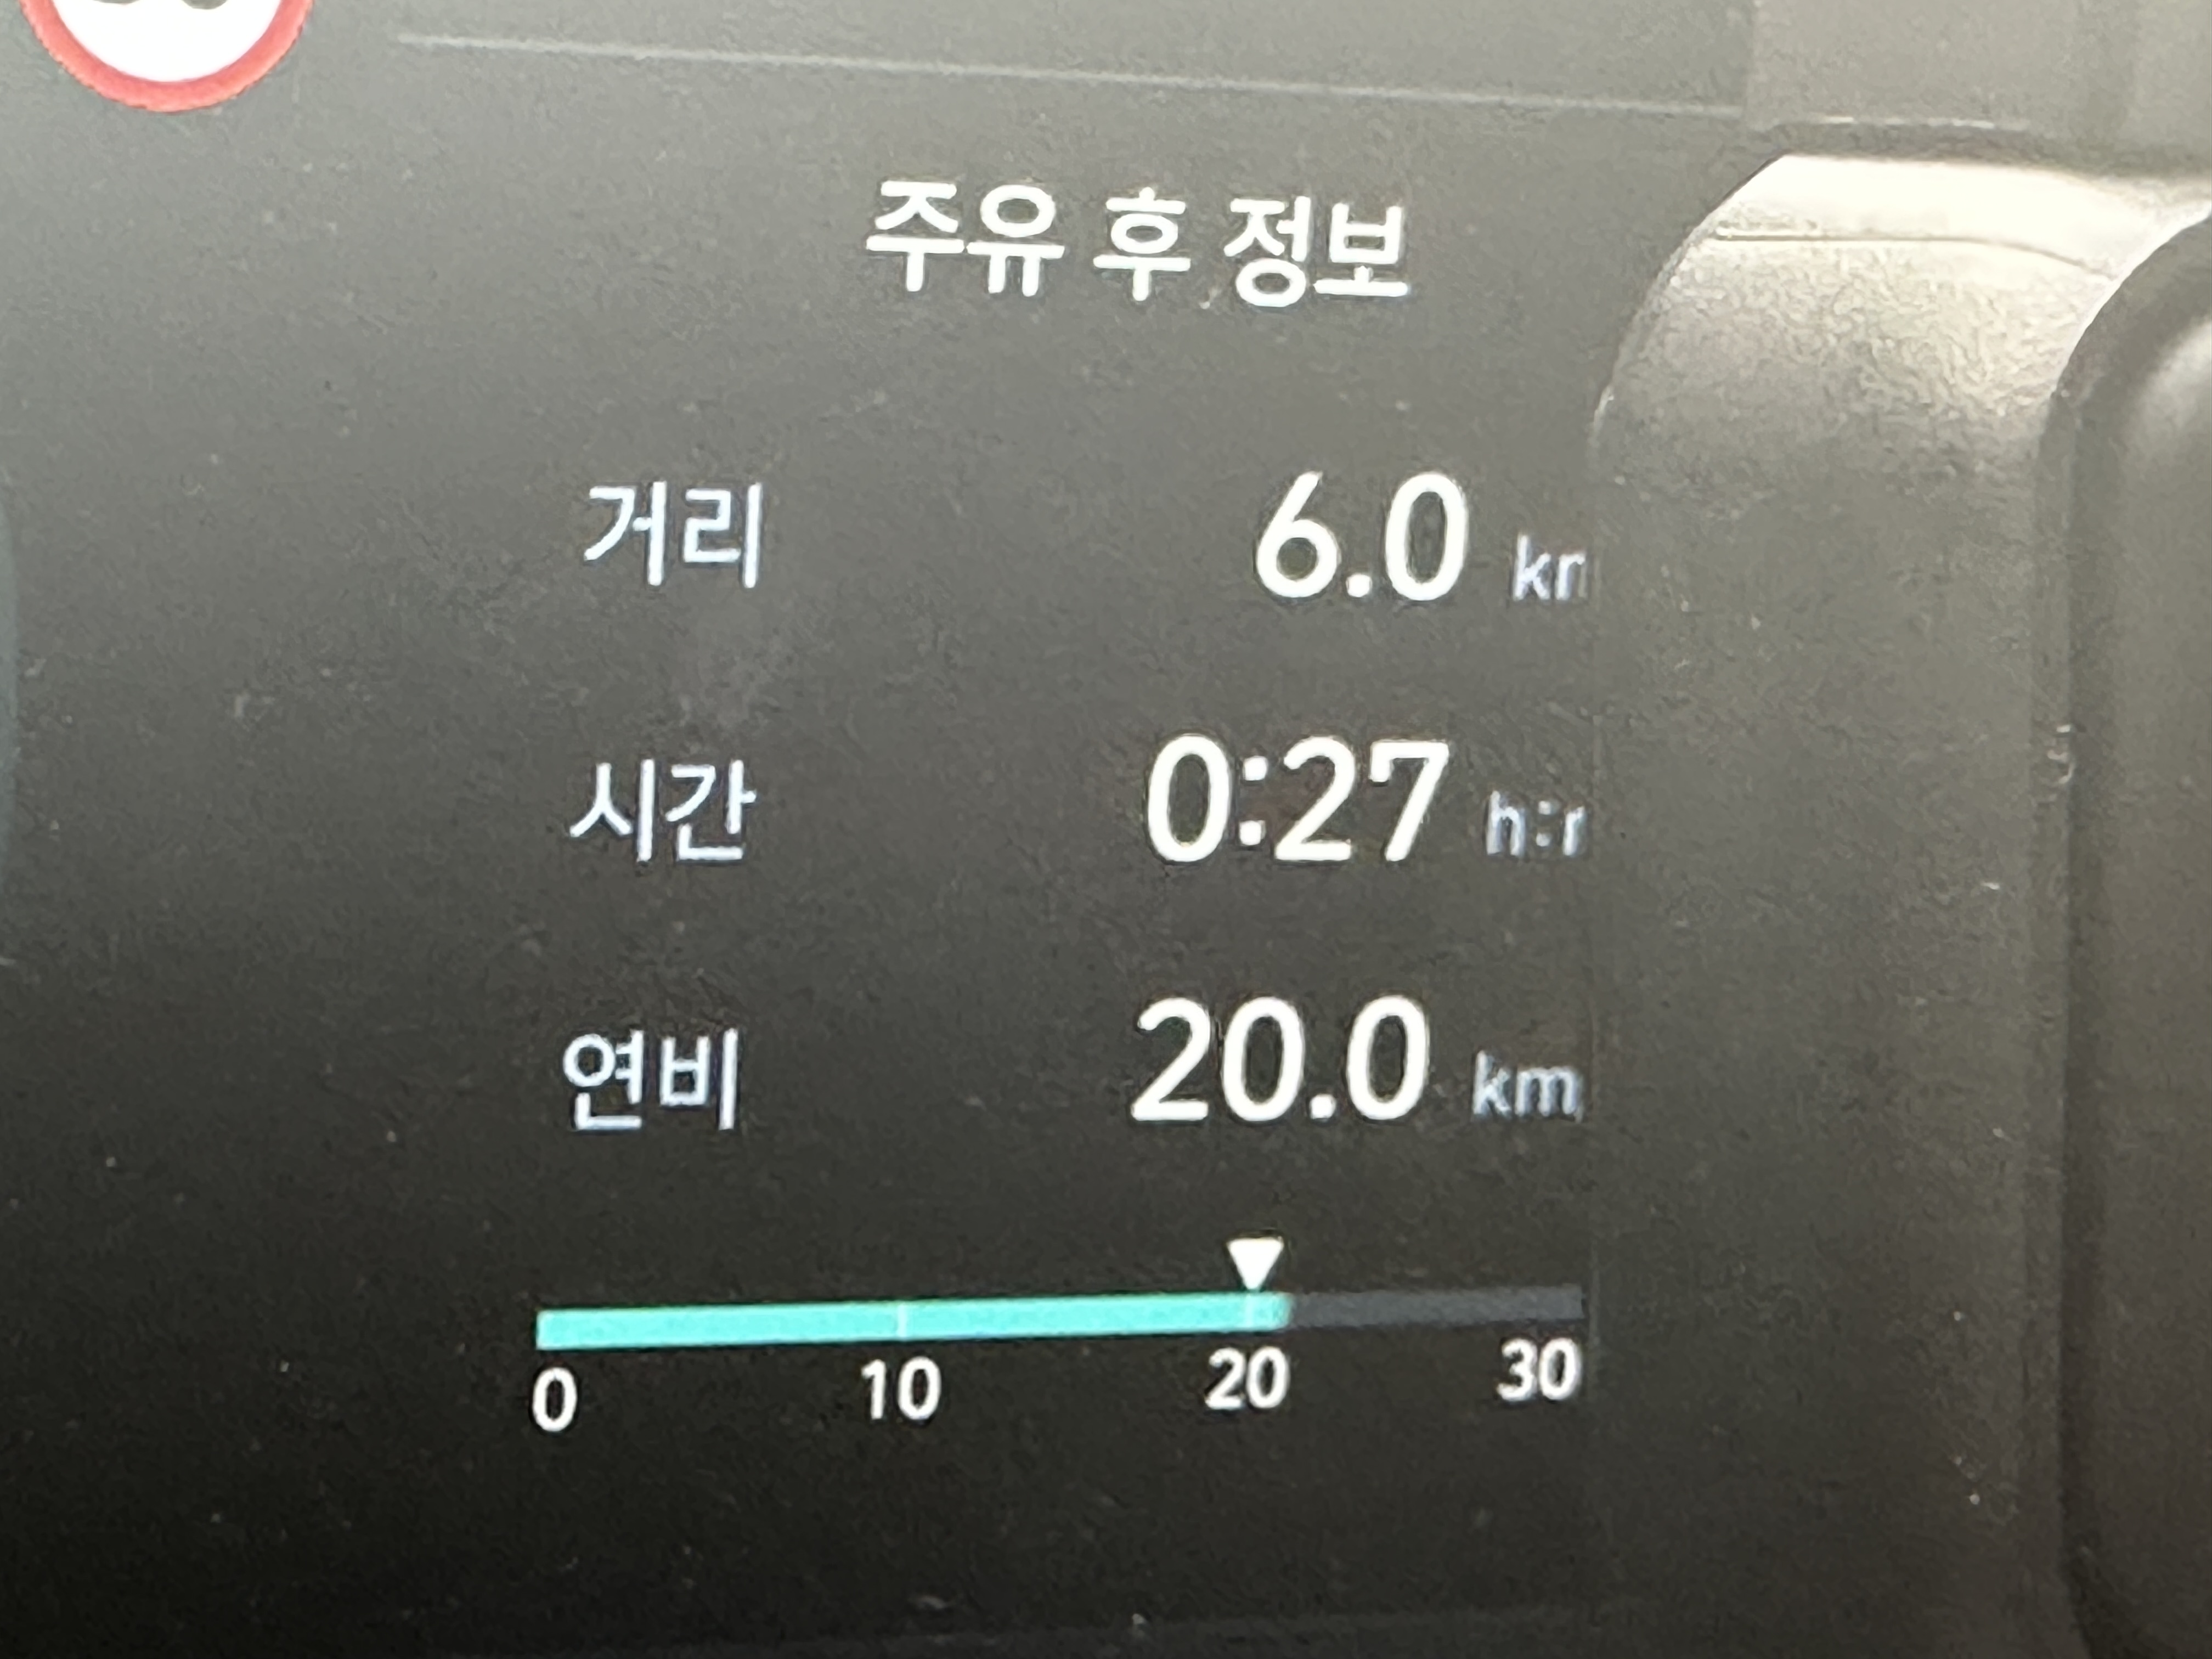 주유 후 정보
거리 6.0 km
시간 0:27 h:
연비 20.0 km
0 10 20 30